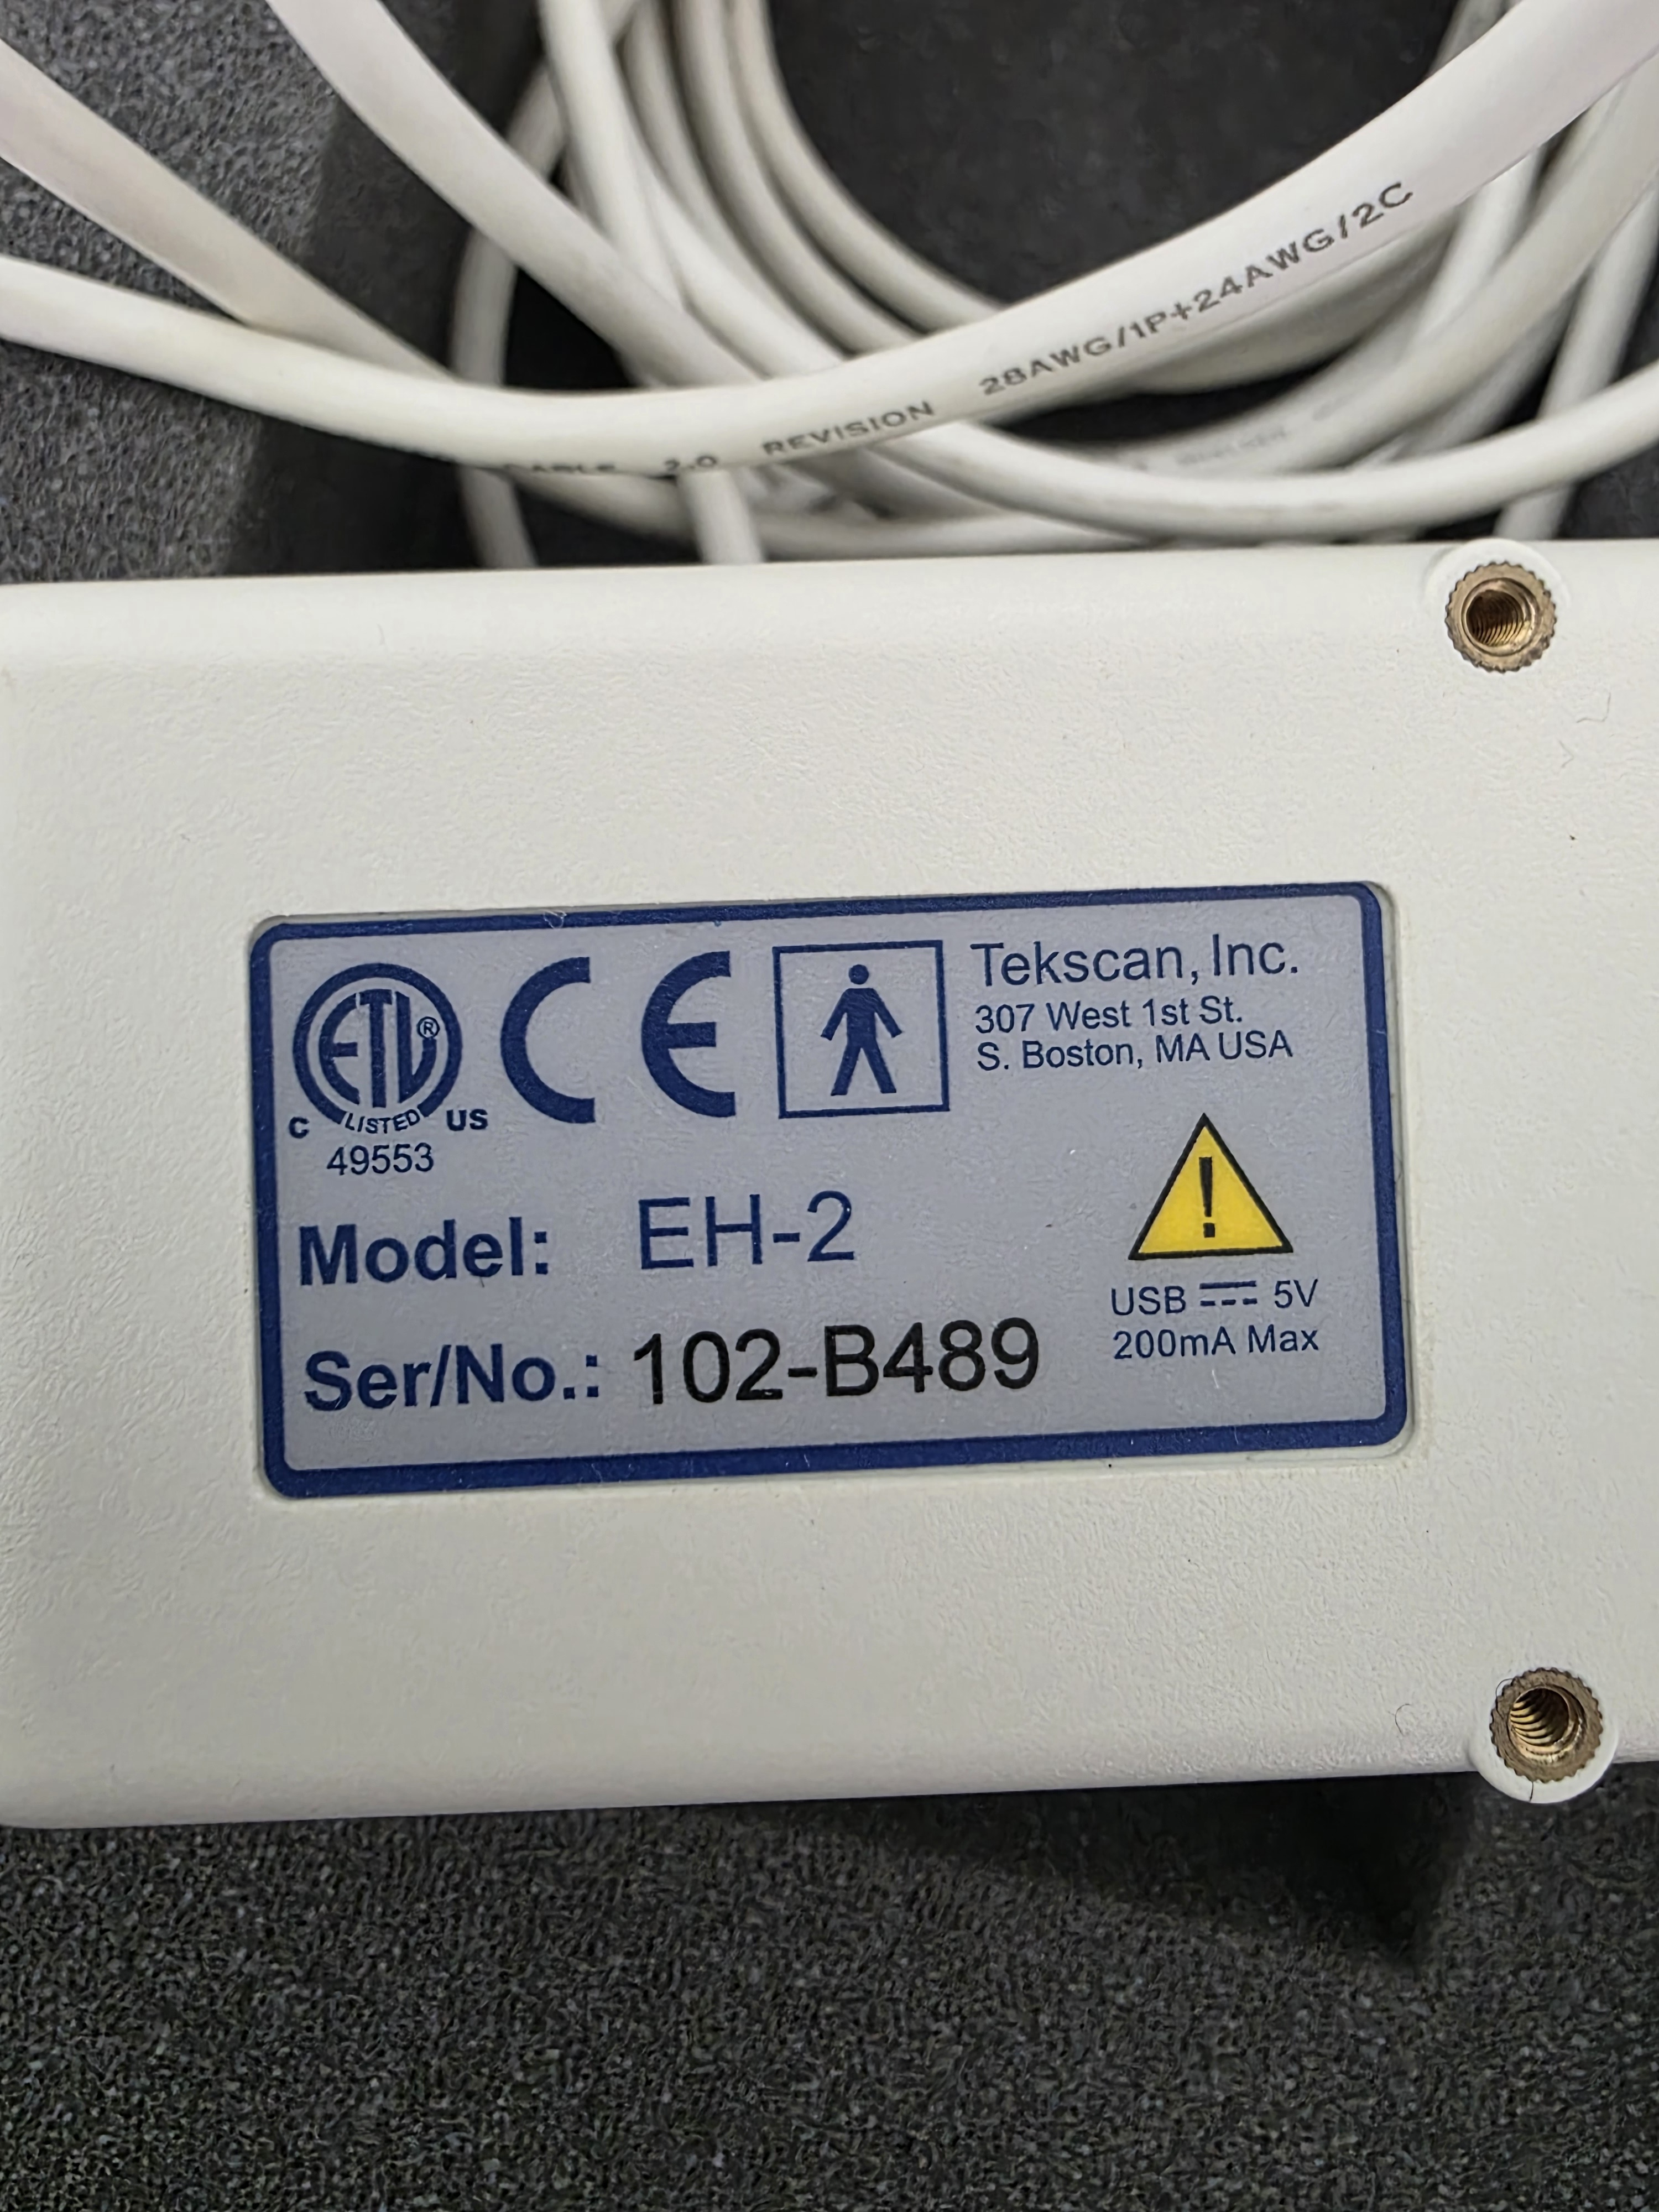 2.0 REVISION 28AWG/1P+24AWG/2C
ETL®
C LISTED US
49553
CE
Tekscan, Inc.
307 West 1st St.
S. Boston, MA USA
Model: EH-2
Ser/No.: 102-B489
!
USB ⎓ 5V
200mA Max